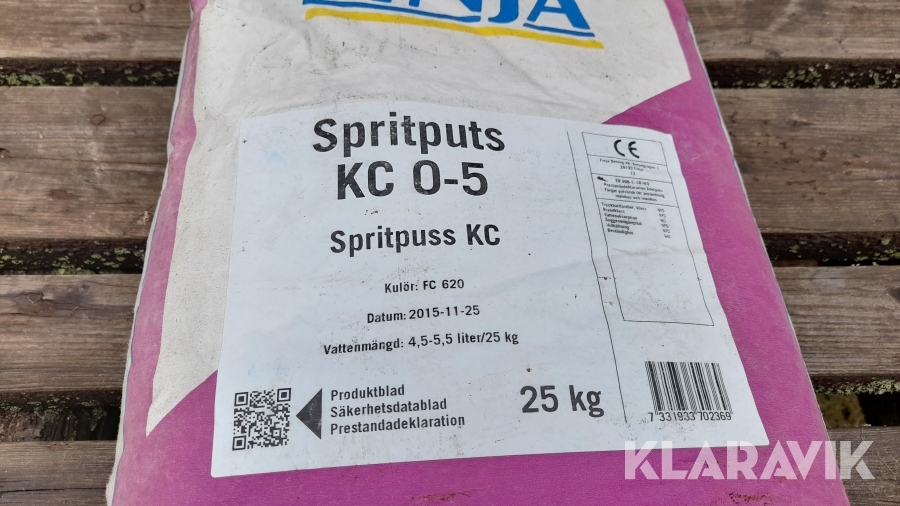 Spritputs
KC 0-5
Spritpuss KC
Kulör: FC 620
Datum: 2015-11-25
Vattenmängd: 4,5-5,5 liter/25 kg
Produktblad
Säkerhetsdatablad
Prestandadeklaration
25 kg
CE
7 331933 702369
KLARAVIK